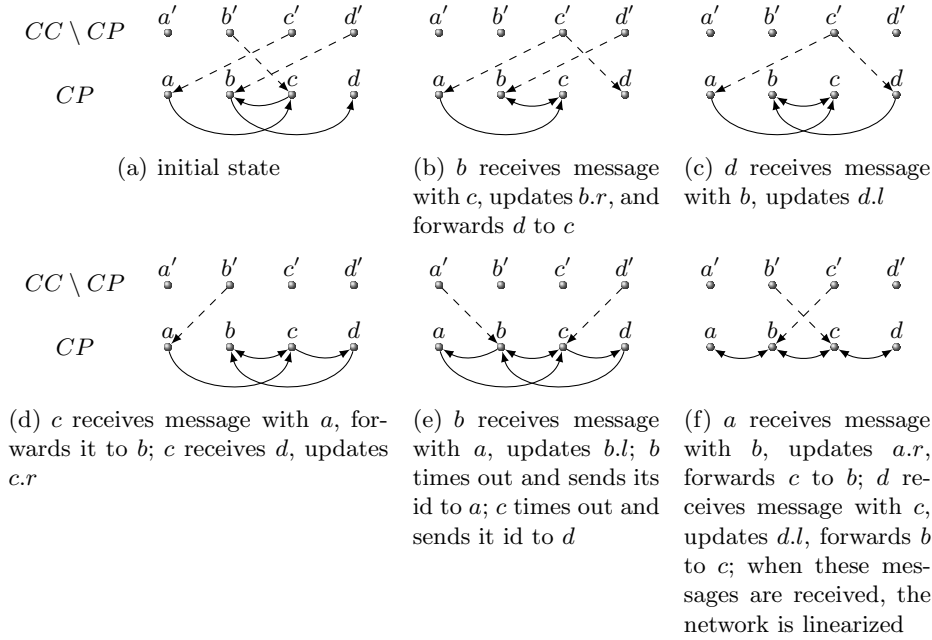 a′ b′ c′ d′ a′ b′ c′ d′ a′ b′ c′ d′
CC \ CP
a b c d a b c d a b c d
CP
(a) initial state
(b) b receives message
with c, updates b.r, and
forwards d to c
(c) d receives message
with b, updates d.l
a′ b′ c′ d′ a′ b′ c′ d′ a′ b′ c′ d′
CC \ CP
a b c d a b c d a b c d
CP
(d) c receives message with a, for-
wards it to b; c receives d, updates
c.r
(e) b receives message
with a, updates b.l; b
times out and sends its
id to a; c times out and
sends it id to d
(f) a receives message
with b, updates a.r,
forwards c to b; d re-
ceives message with c,
updates d.l, forwards b
to c; when these mes-
sages are received, the
network is linearized